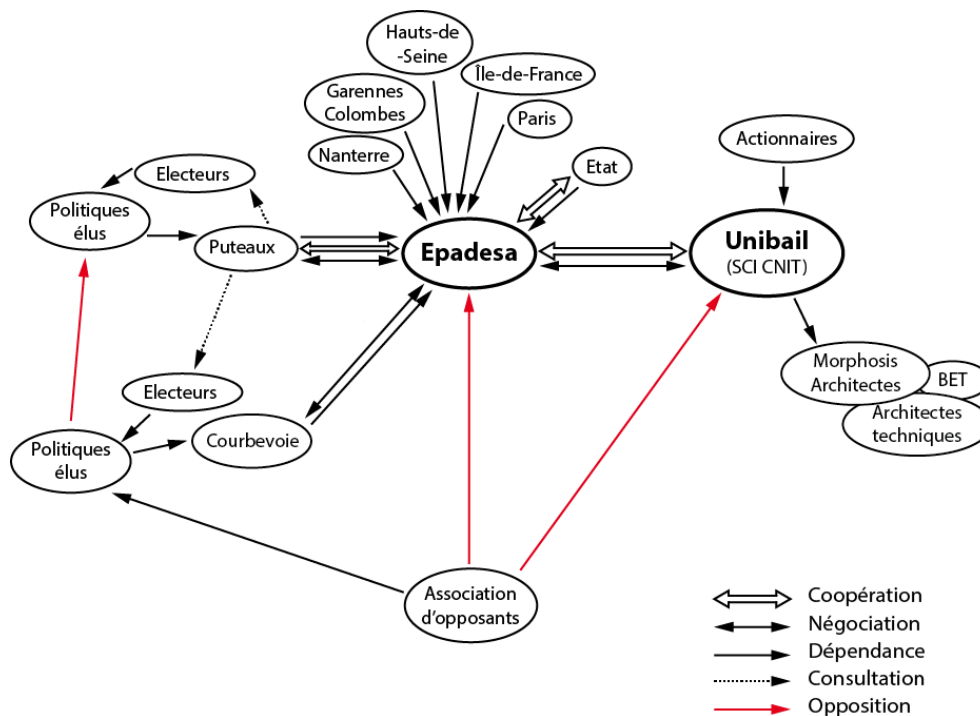 Hauts-de
-Seine
Île-de-France
Garennes
Colombes
Paris
Nanterre
Actionnaires
Etat
Electeurs
Politiques
élus
Puteaux
Epadesa
Unibail
(SCI CNIT)
Morphosis
Architectes
BET
Architectes
techniques
Electeurs
Courbevoie
Politiques
élus
Association
d'opposants
Coopération
Négociation
Dépendance
Consultation
Opposition